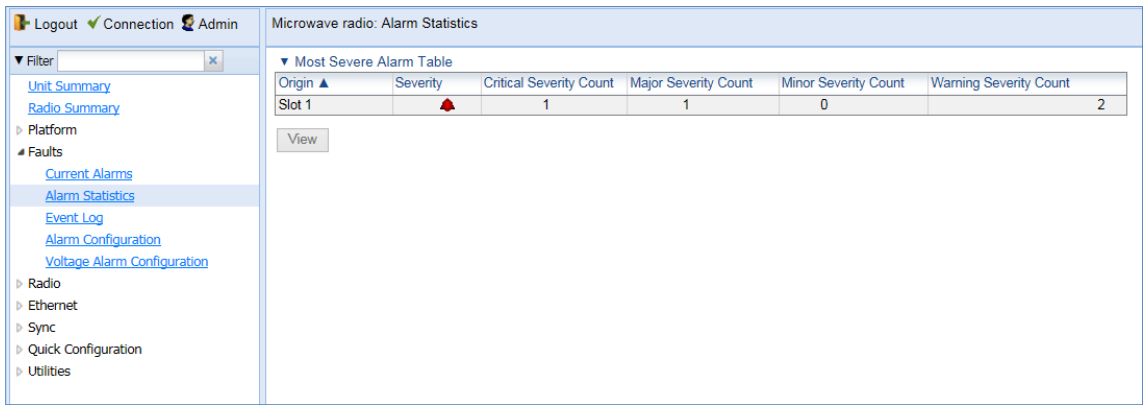 Logout Connection Admin
Microwave radio: Alarm Statistics
▼ Filter
Unit Summary
Radio Summary
Platform
Faults
Current Alarms
Alarm Statistics
Event Log
Alarm Configuration
Voltage Alarm Configuration
Radio
Ethernet
Sync
Quick Configuration
Utilities
▼ Most Severe Alarm Table
Origin ▲ Severity Critical Severity Count Major Severity Count Minor Severity Count Warning Severity Count
Slot 1 1 1 0 2
View